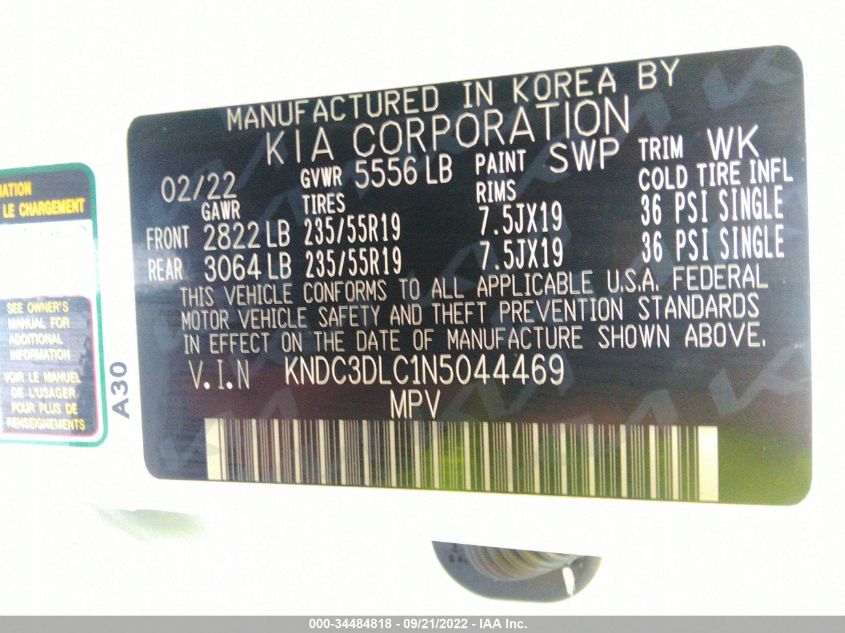 MANUFACTURED IN KOREA BY
KIA CORPORATION
02/22 GVWR 5556 LB PAINT SWP TRIM WK
GAWR TIRES RIMS COLD TIRE INFL
FRONT 2822 LB 235/55R19 7.5JX19 36 PSI SINGLE
REAR 3064 LB 235/55R19 7.5JX19 36 PSI SINGLE
THIS VEHICLE CONFORMS TO ALL APPLICABLE U.S.A. FEDERAL
MOTOR VEHICLE SAFETY AND THEFT PREVENTION STANDARDS
IN EFFECT ON THE DATE OF MANUFACTURE SHOWN ABOVE.
V.I.N KNDC3DLC1N5044469
MPV
LE CHARGEMENT
SEE OWNER'S
MANUAL FOR
ADDITIONAL
INFORMATION
VOIR LE MANUEL
DE L'USAGER
POUR PLUS DE
RENSEIGNEMENTS
A30
000-34484818 - 09/21/2022 - IAA Inc.